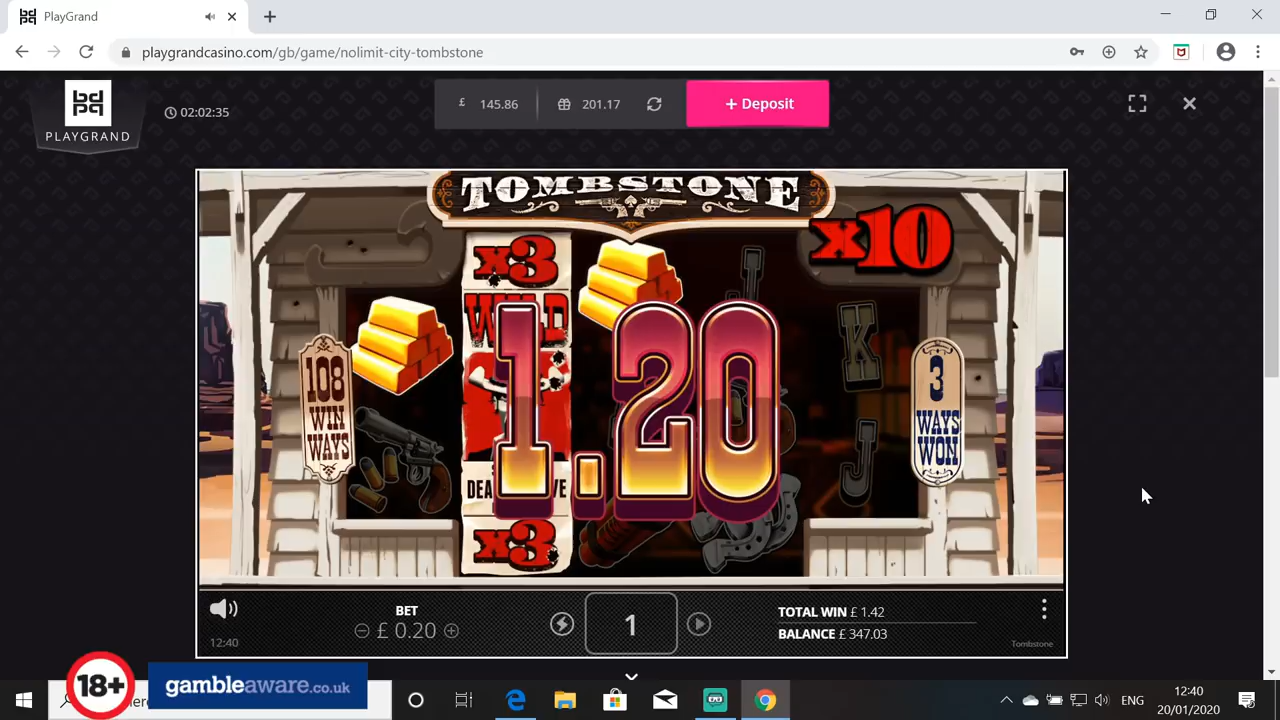 PlayGrand
playgrandcasino.com/gb/game/nolimit-city-tombstone
PLAYGRAND
02:02:35
£ 145.86
201.17
+ Deposit
TOMBSTONE
x10
x3
WILD
1.20
108
WIN
WAYS
K
3
WAYS
WON
J
x3
BET
£ 0.20
1
TOTAL WIN £ 1.42
BALANCE £ 347.03
12:40
Tombstone
18+
gambleaware.co.uk
ENG
12:40
20/01/2020